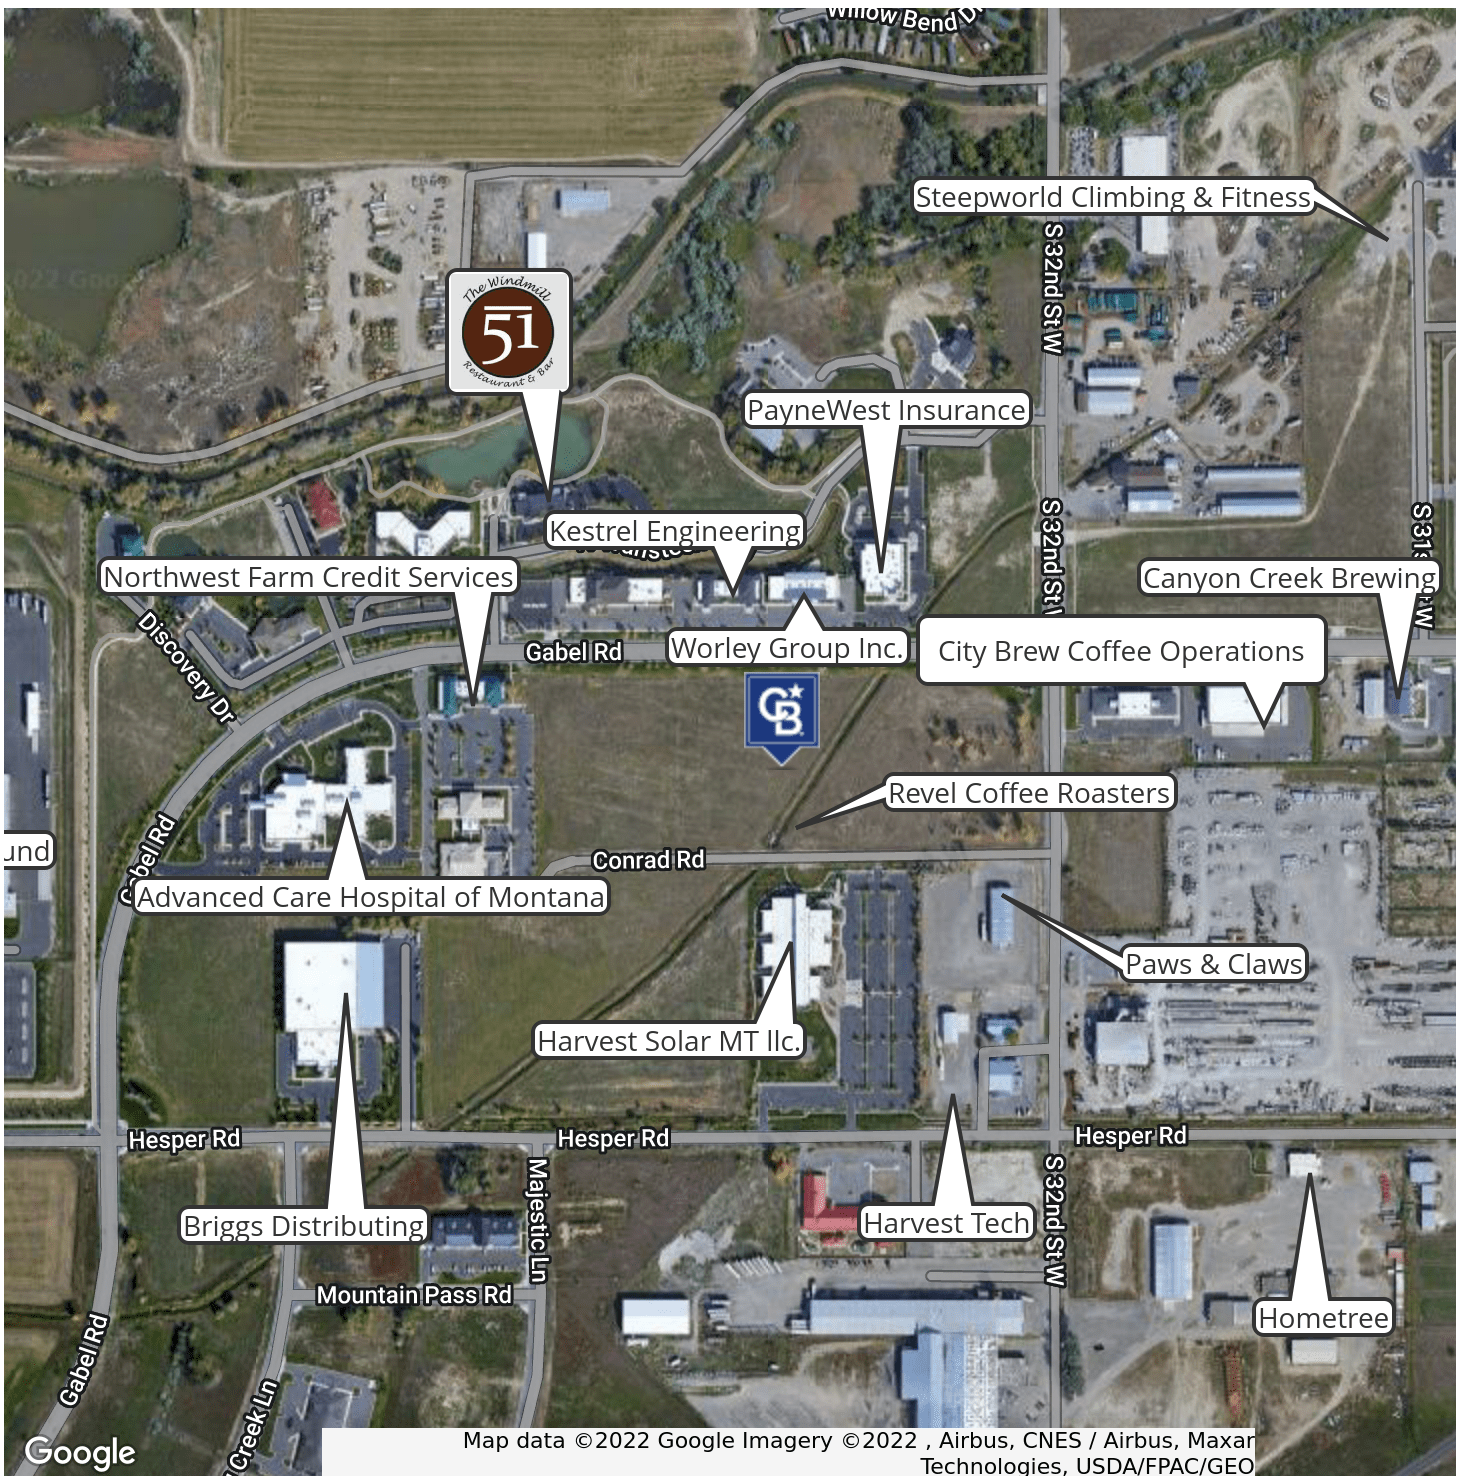 Willow Bend Dr
Steepworld Climbing & Fitness
S 32nd St W
The Windmill
51
Restaurant & Bar
PayneWest Insurance
Kestrel Engineering
S 32nd St W
Northwest Farm Credit Services
Canyon Creek Brewing
Discovery Dr
Gabel Rd
Worley Group Inc.
City Brew Coffee Operations
CB
Revel Coffee Roasters
Gabel Rd
Conrad Rd
und
Advanced Care Hospital of Montana
Paws & Claws
Harvest Solar MT llc.
Hesper Rd
Hesper Rd
Hesper Rd
Majestic Ln
S 32nd St W
Briggs Distributing
Harvest Tech
Mountain Pass Rd
Hometree
Gabel Rd
Creek Ln
Google
Map data ©2022 Google Imagery ©2022 , Airbus, CNES / Airbus, Maxar
Technologies, USDA/FPAC/GEO